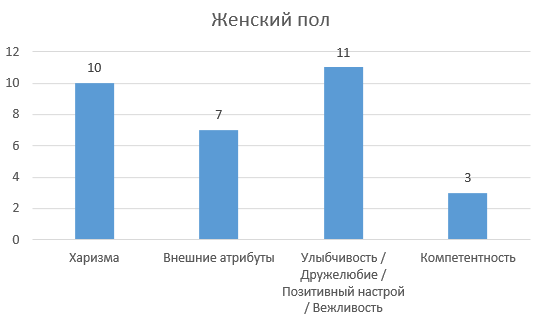 Женский пол
12
10
8
6
4
2
0
10
7
11
3
Харизма
Внешние атрибуты
Улыбчивость /
Дружелюбие /
Позитивный настрой
/ Вежливость
Компетентность